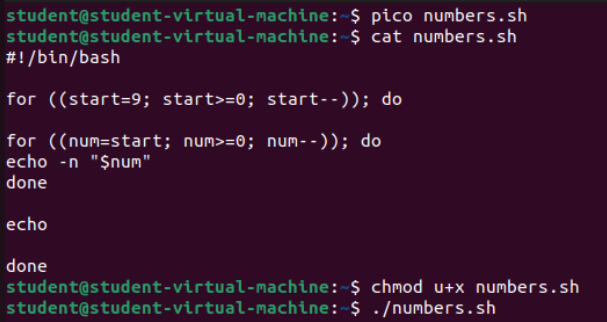 student@student-virtual-machine:~$ pico numbers.sh
student@student-virtual-machine:~$ cat numbers.sh
#!/bin/bash
for ((start=9; start>=0; start--)); do
for ((num=start; num>=0; num--)); do
echo -n "$num"
done
echo
done
student@student-virtual-machine:~$ chmod u+x numbers.sh
student@student-virtual-machine:~$ ./numbers.sh